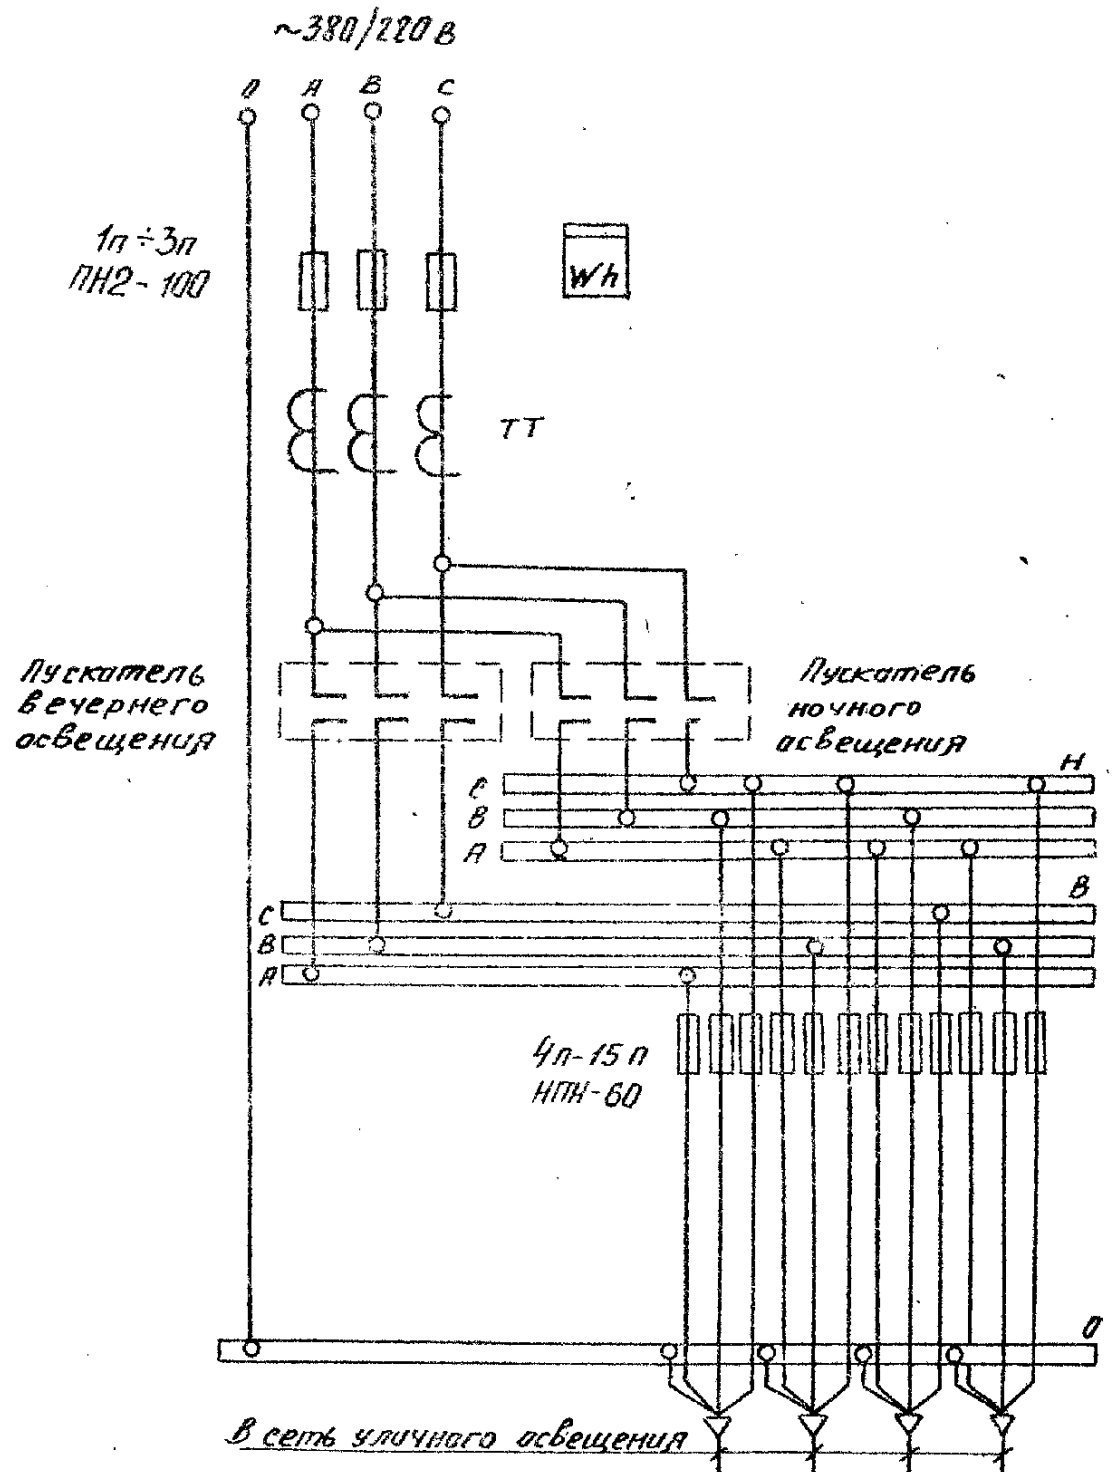 ~380/220 В
0 А В С
1п÷3п
ПН2-100
Wh
ТТ
Пускатель
вечернего
освещения
Пускатель
ночного
освещения
Н
С
В
А
В
С
В
А
4п-15п
НПН-60
0
В сеть уличного освещения